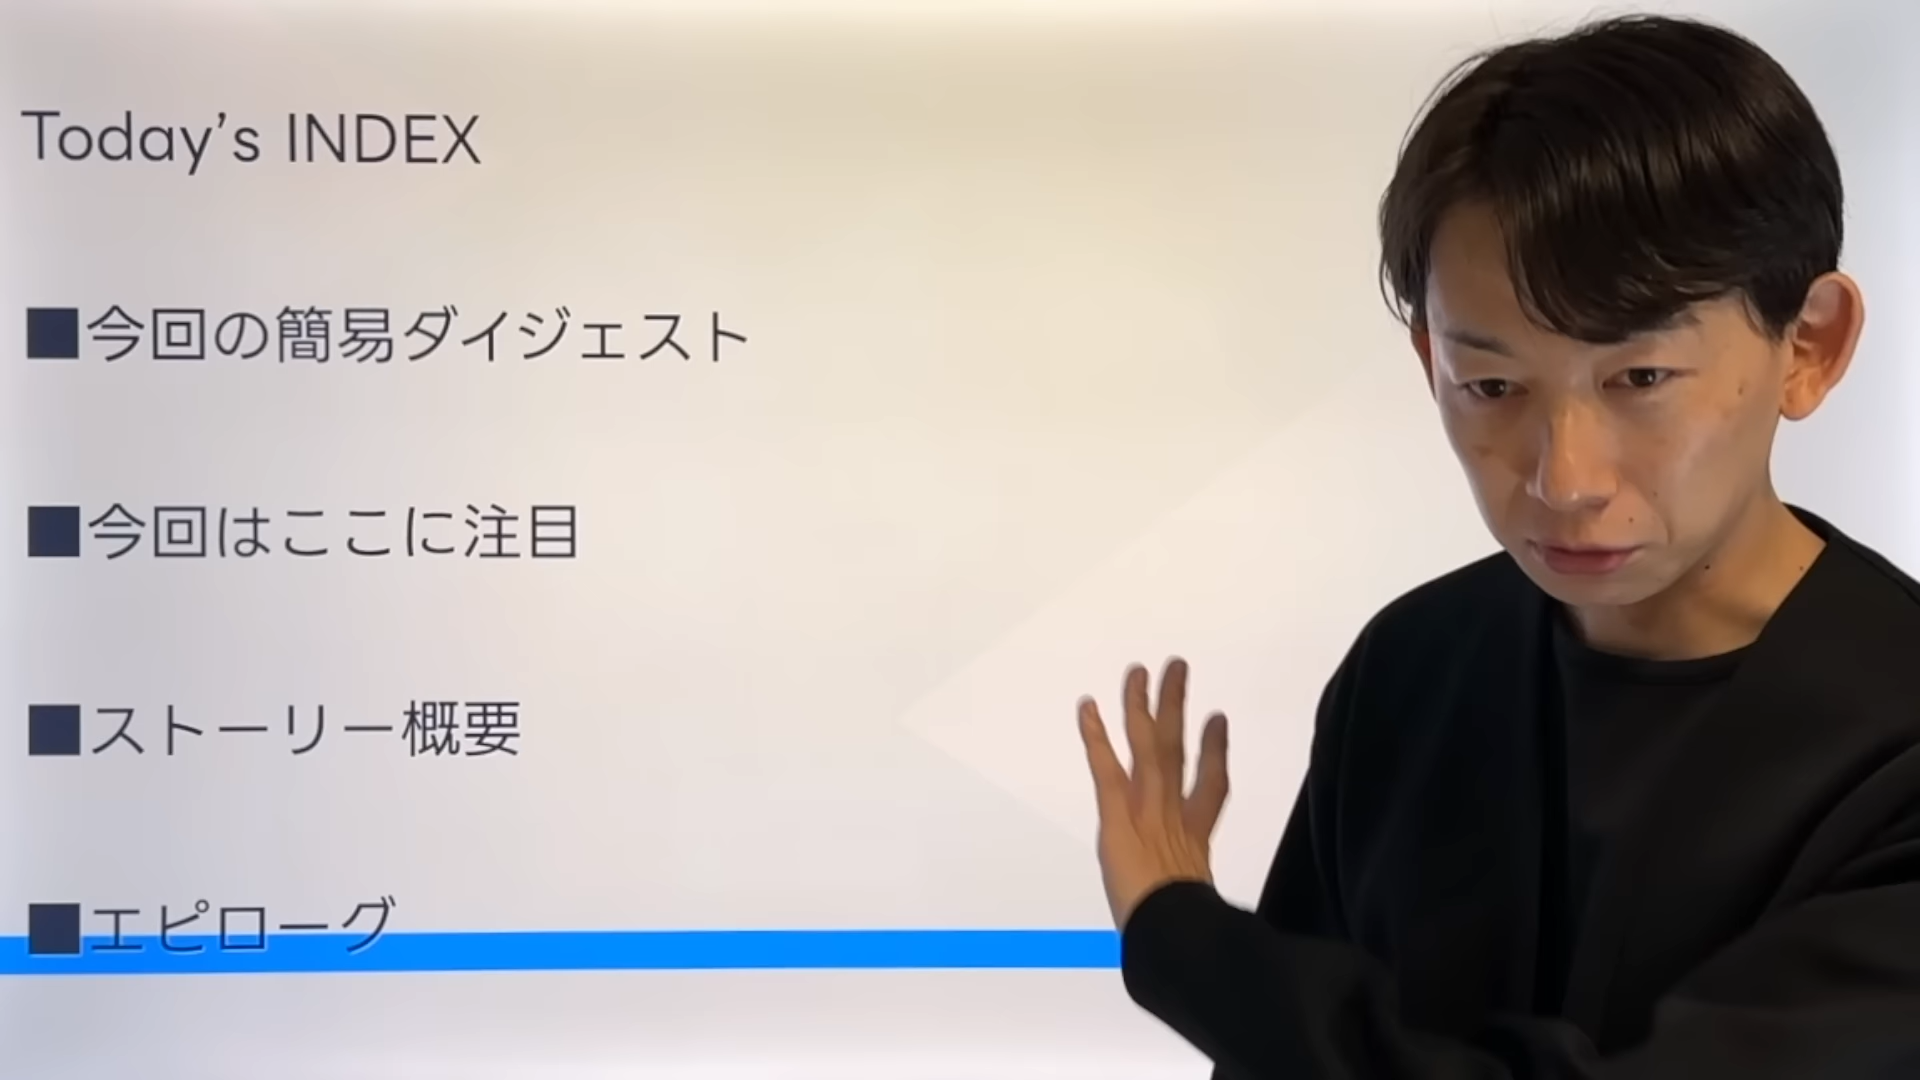 Today's INDEX
■今回の簡易ダイジェスト
■今回はここに注目
■ストーリー概要
■エピローグ